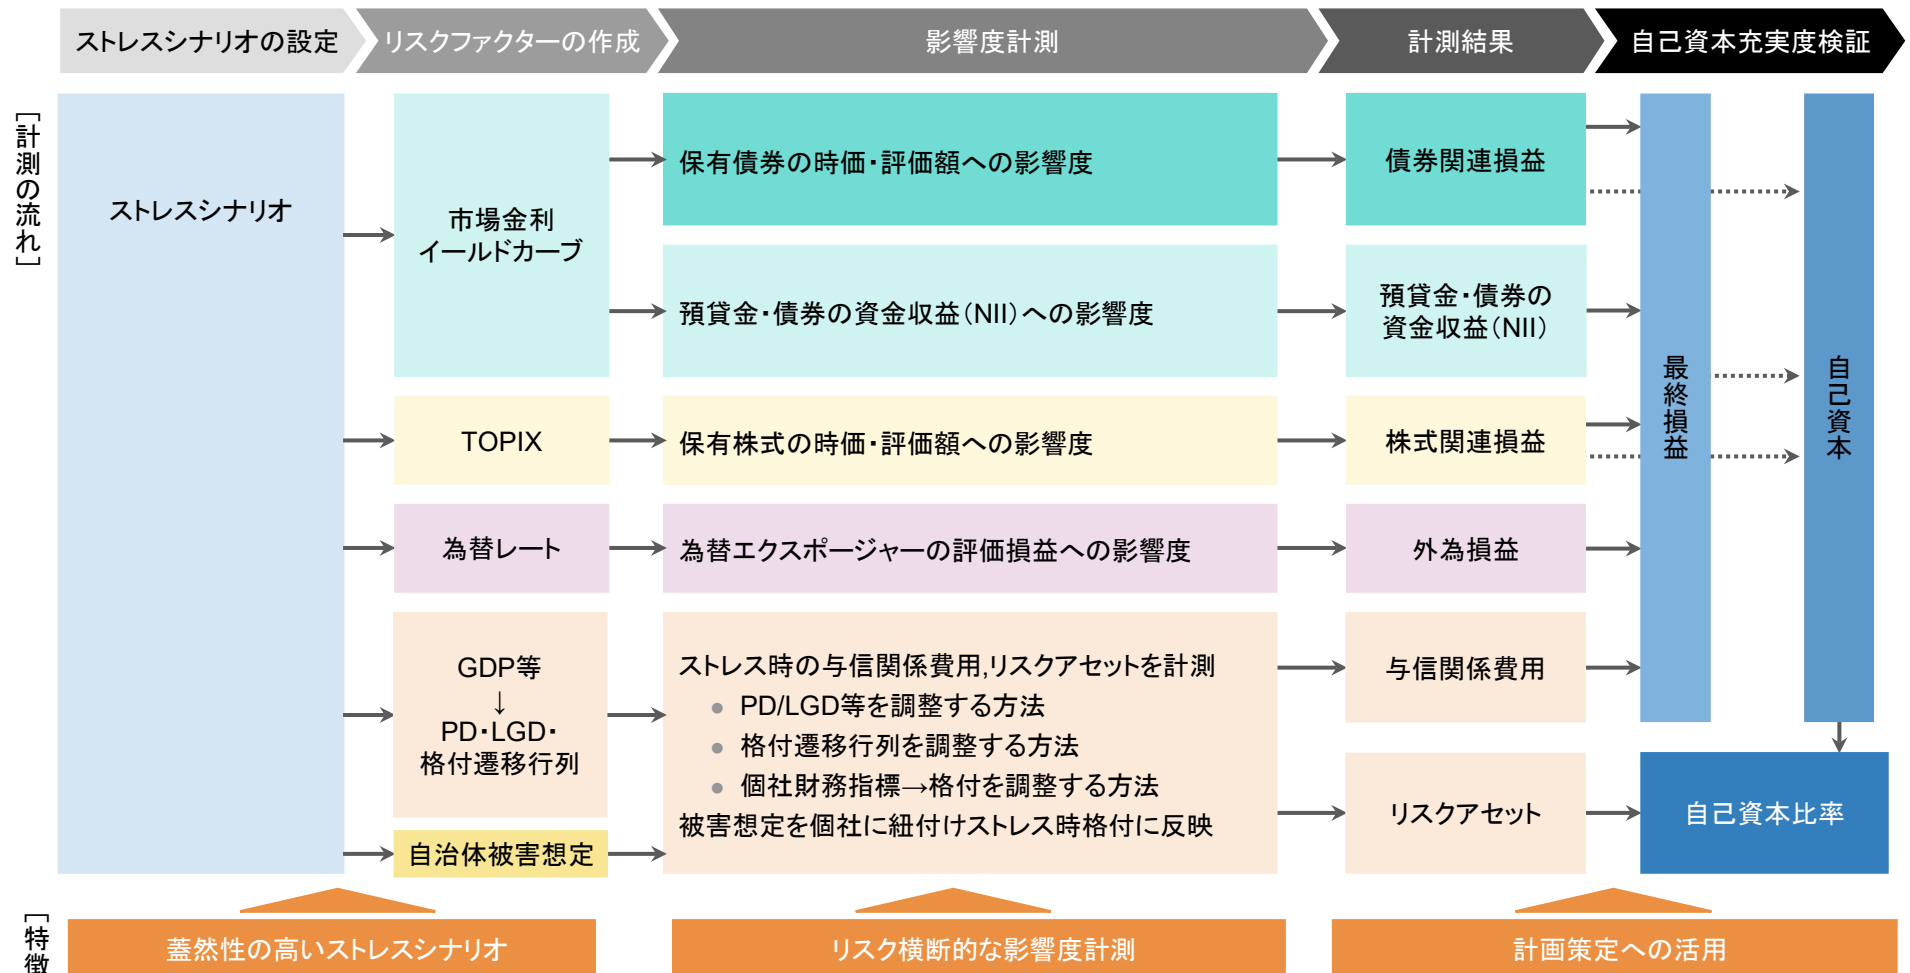 ストレスシナリオの設定
リスクファクターの作成
影響度計測
計測結果
自己資本充実度検証
[計測の流れ]
ストレスシナリオ
市場金利
イールドカーブ
保有債券の時価・評価額への影響度
債券関連損益
預貸金・債券の資金収益(NII)への影響度
預貸金・債券の
資金収益(NII)
TOPIX
保有株式の時価・評価額への影響度
株式関連損益
為替レート
為替エクスポージャーの評価損益への影響度
外為損益
GDP等
↓
PD・LGD・
格付遷移行列
自治体被害想定
ストレス時の与信関係費用,リスクアセットを計測
● PD/LGD等を調整する方法
● 格付遷移行列を調整する方法
● 個社財務指標→格付を調整する方法
被害想定を個社に紐付けストレス時格付に反映
与信関係費用
リスクアセット
最終損益
自己資本
自己資本比率
[特徴
蓋然性の高いストレスシナリオ
リスク横断的な影響度計測
計画策定への活用